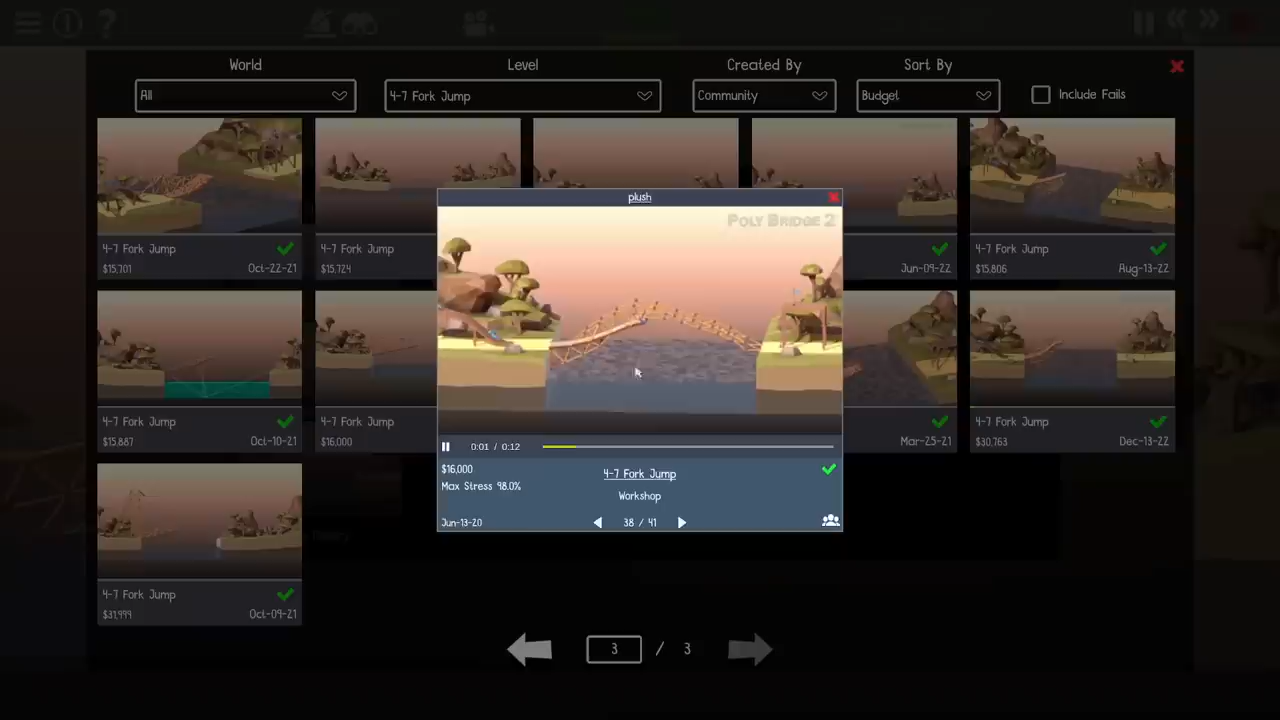 World
Level
Created By
Sort By
All
4-7 Fork Jump
Community
Budget
Include Fails
4-7 Fork Jump
$15,701
Oct-22-21
4-7 Fork Jump
$15,724
Jun-09-22
4-7 Fork Jump
$15,806
Aug-13-22
plush
POLY BRIDGE 2
0:01 / 0:12
$16,000
4-7 Fork Jump
Max Stress 98.0%
Workshop
Jun-13-20
38 / 41
4-7 Fork Jump
$15,887
Oct-10-21
4-7 Fork Jump
$16,000
Mar-25-21
4-7 Fork Jump
$30,763
Dec-13-22
4-7 Fork Jump
$31,999
Oct-09-21
3 / 3